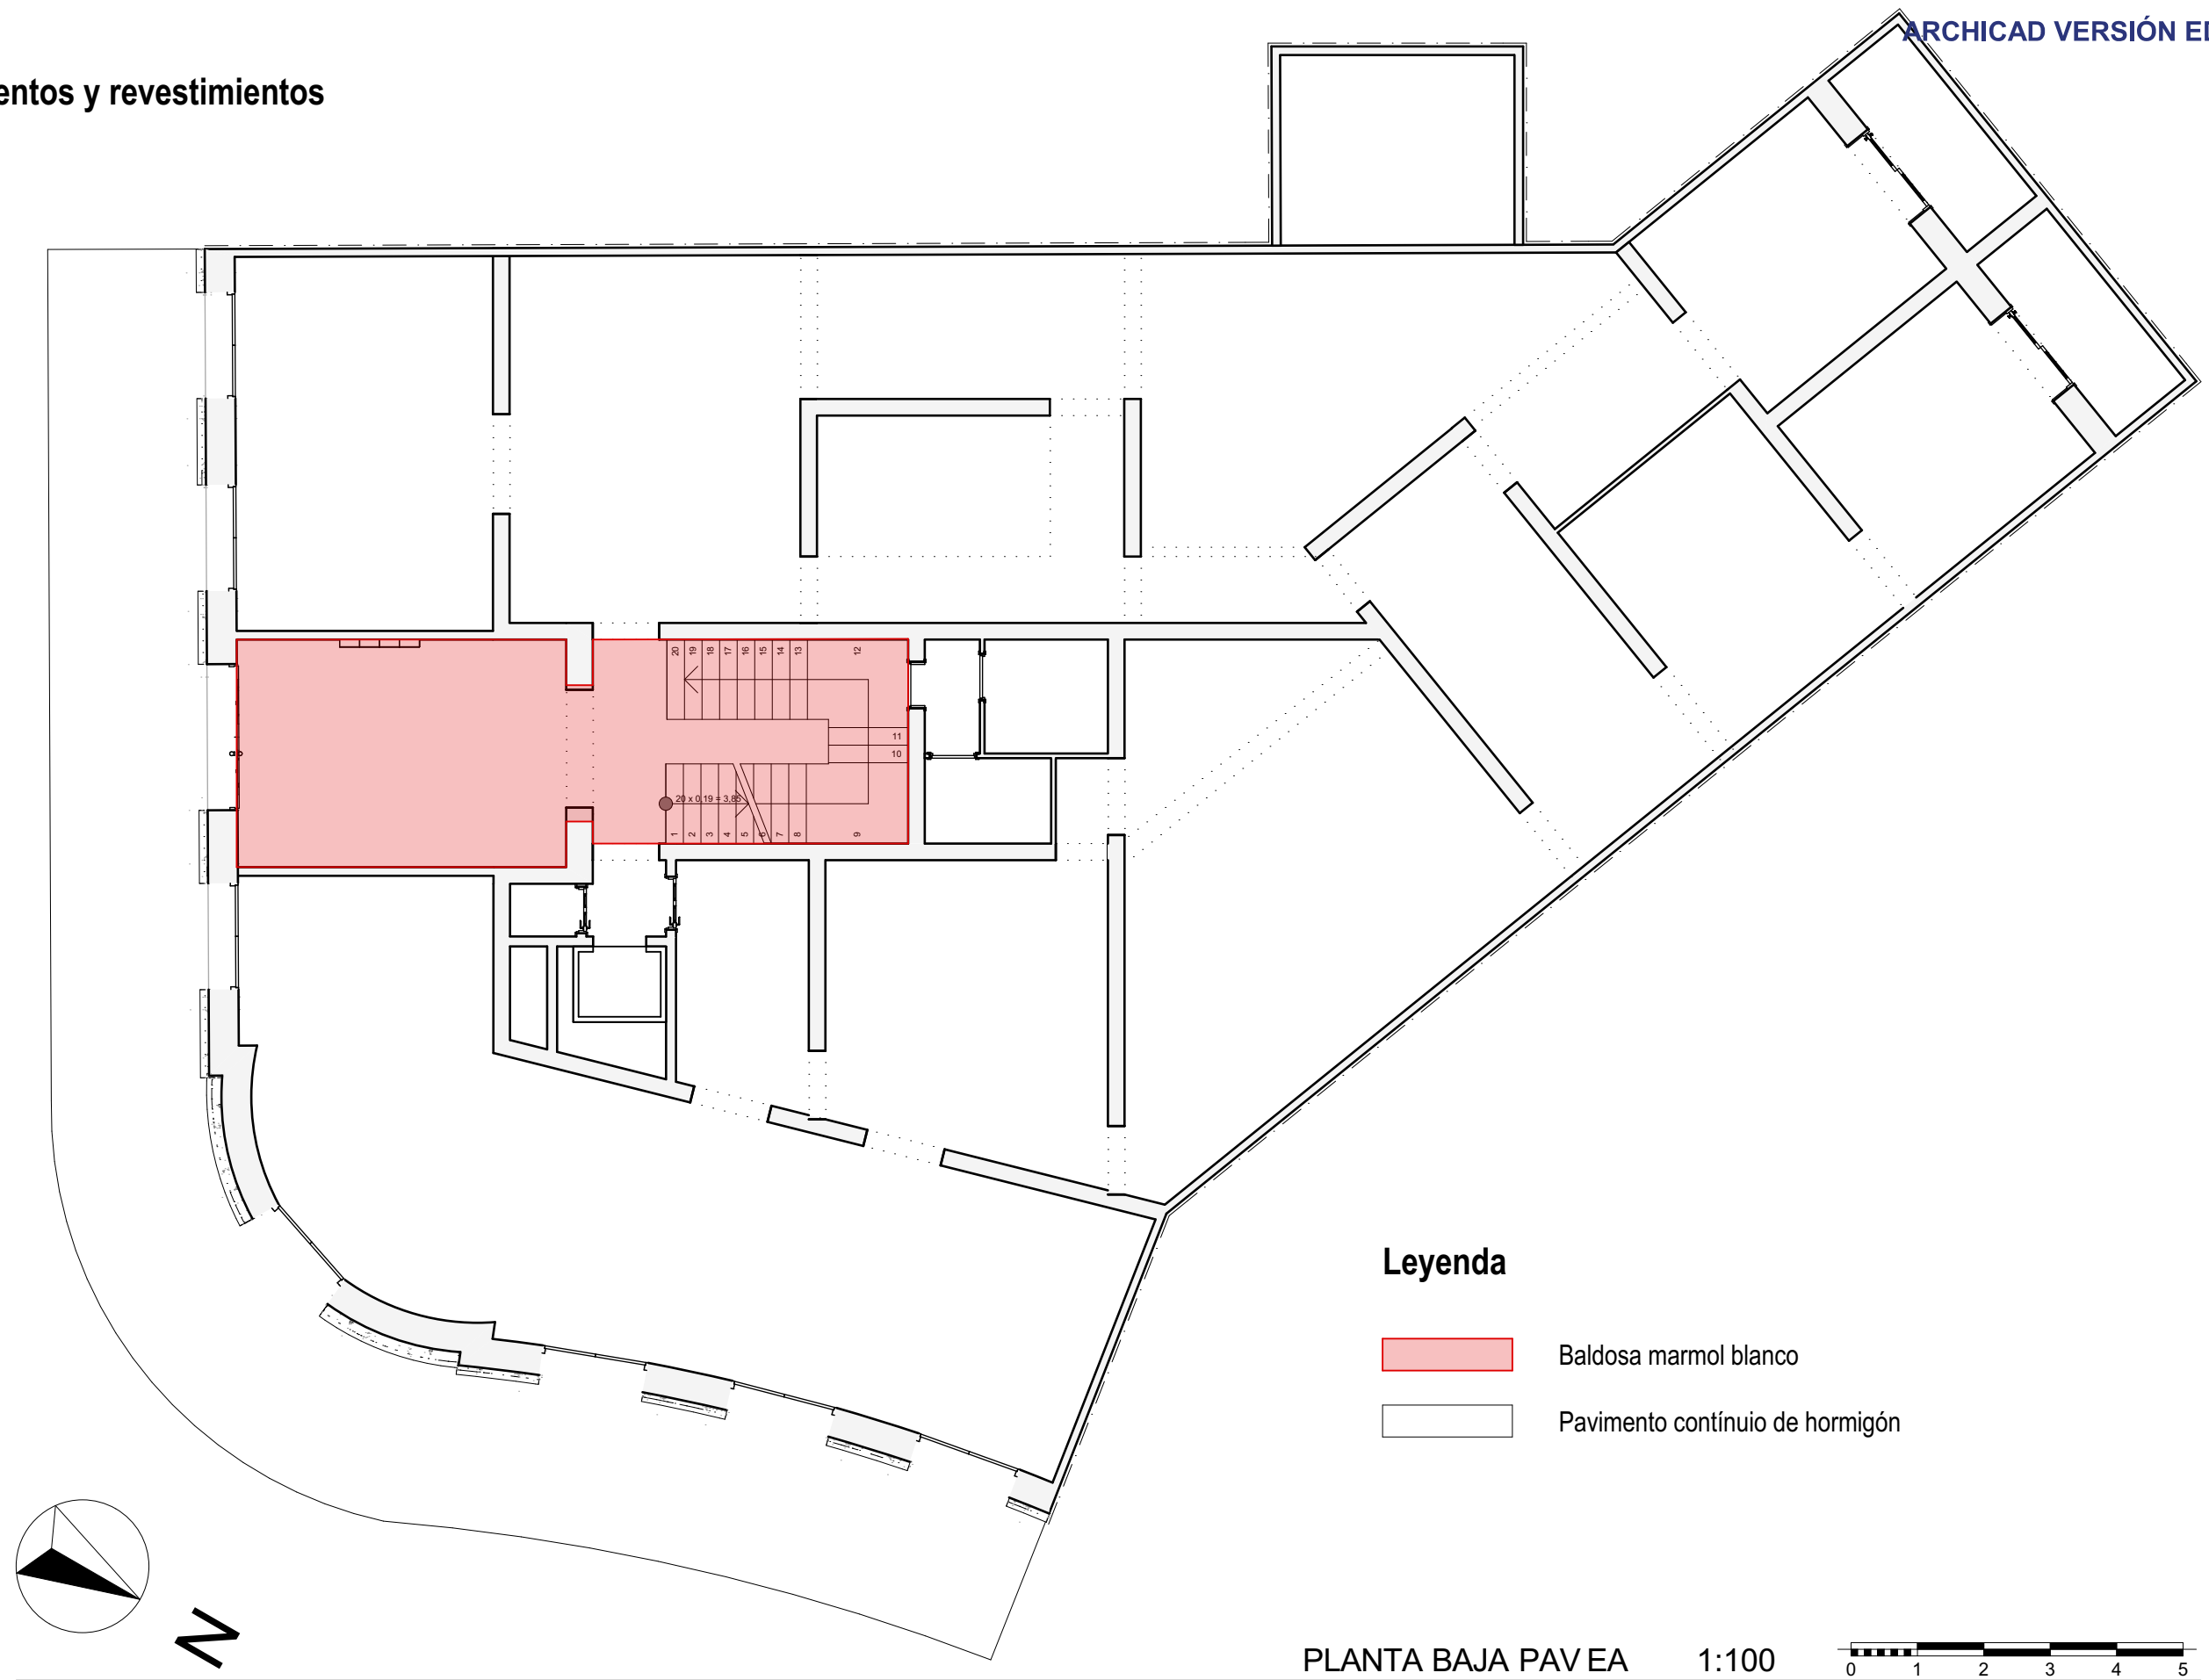 ARCHICAD VERSIÓN
entos y revestimientos
20 19 18 17 16 15 14 13 12
11
10
20 x 0,19 = 3,85
1 2 3 4 5 6 7 8 9
Leyenda
Baldosa marmol blanco
Pavimento contínuio de hormigón
N
PLANTA BAJA PAV EA 1:100
0 1 2 3 4 5